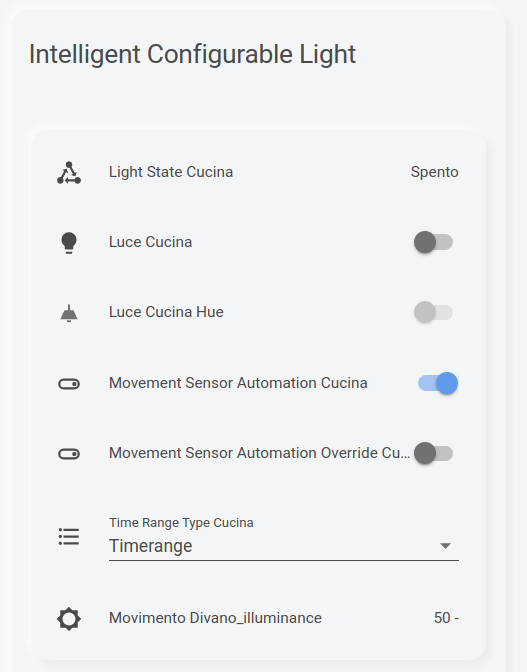 Intelligent Configurable Light
Light State Cucina Spento
Luce Cucina
Luce Cucina Hue
Movement Sensor Automation Cucina
Movement Sensor Automation Override Cu...
Time Range Type Cucina
Timerange
Movimento Divano_illuminance 50 -